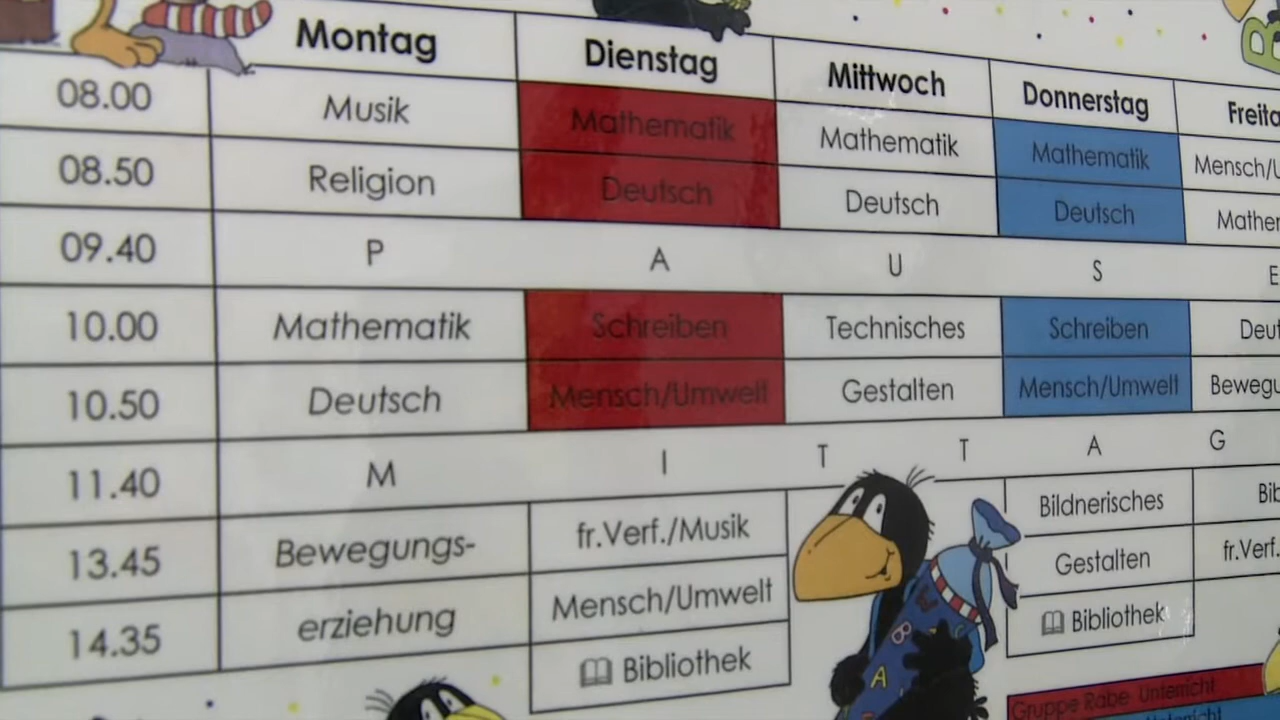 Montag Dienstag Mittwoch Donnerstag
08.00 Musik Mathematik Mathematik Mathematik
08.50 Religion Deutsch Deutsch Deutsch
09.40 P A U S E
10.00 Mathematik Schreiben Technisches Schreiben
10.50 Deutsch Mensch/Umwelt Gestalten Mensch/Umwelt
11.40 M I T T A G
13.45 Bewegungs- fr.Verf./Musik Bildnerisches
14.35 erziehung Mensch/Umwelt Gestalten fr.Verf.
Bibliothek Bibliothek
Gruppe Rabe Unterricht